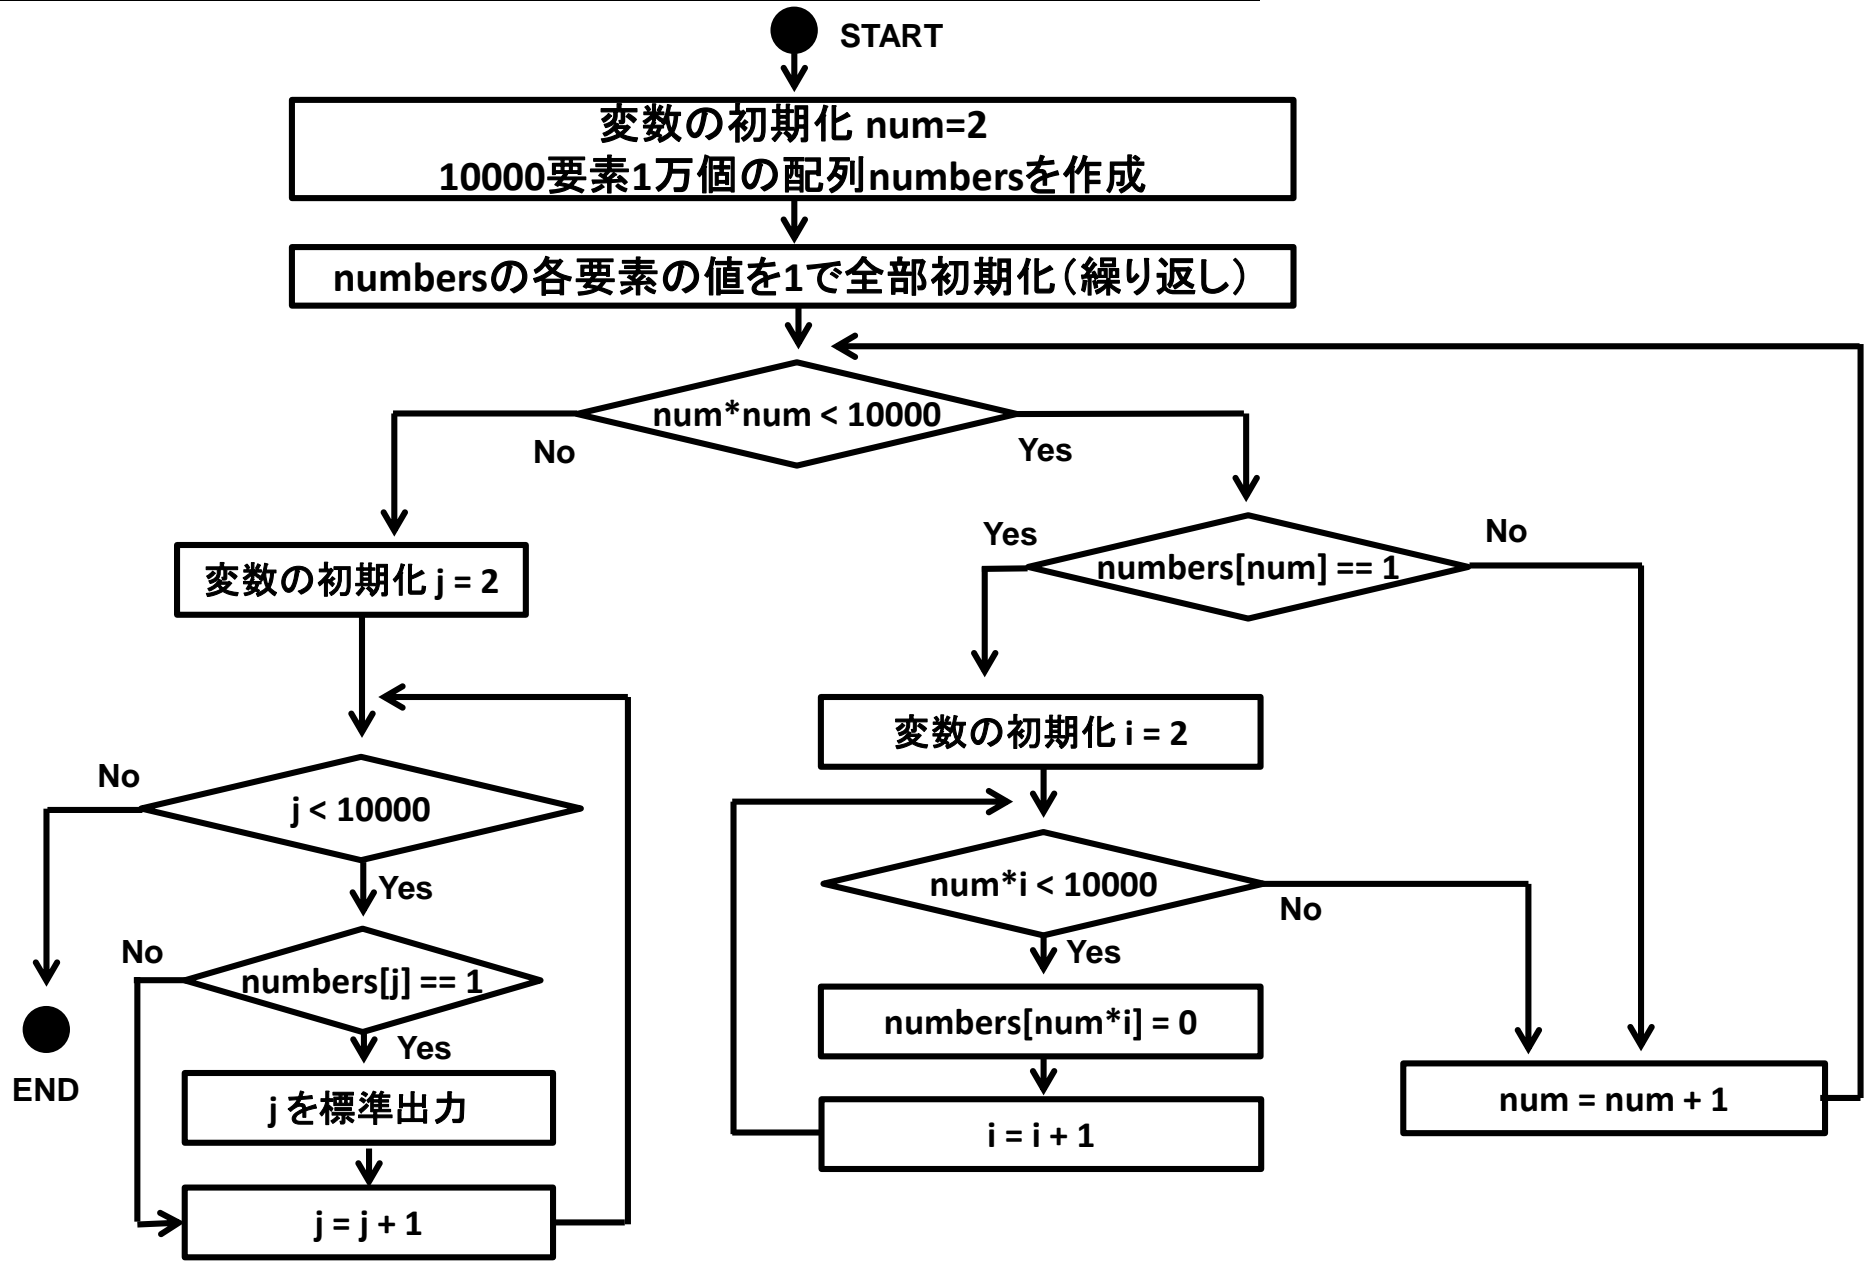 START
変数の初期化 num=2
10000要素1万個の配列numbersを作成
numbersの各要素の値を1で全部初期化（繰り返し）
num*num < 10000
No
Yes
Yes
numbers[num] == 1
No
変数の初期化 j = 2
変数の初期化 i = 2
No
j < 10000
Yes
num*i < 10000
No
Yes
No
numbers[j] == 1
Yes
numbers[num*i] = 0
END
j を標準出力
num = num + 1
i = i + 1
j = j + 1